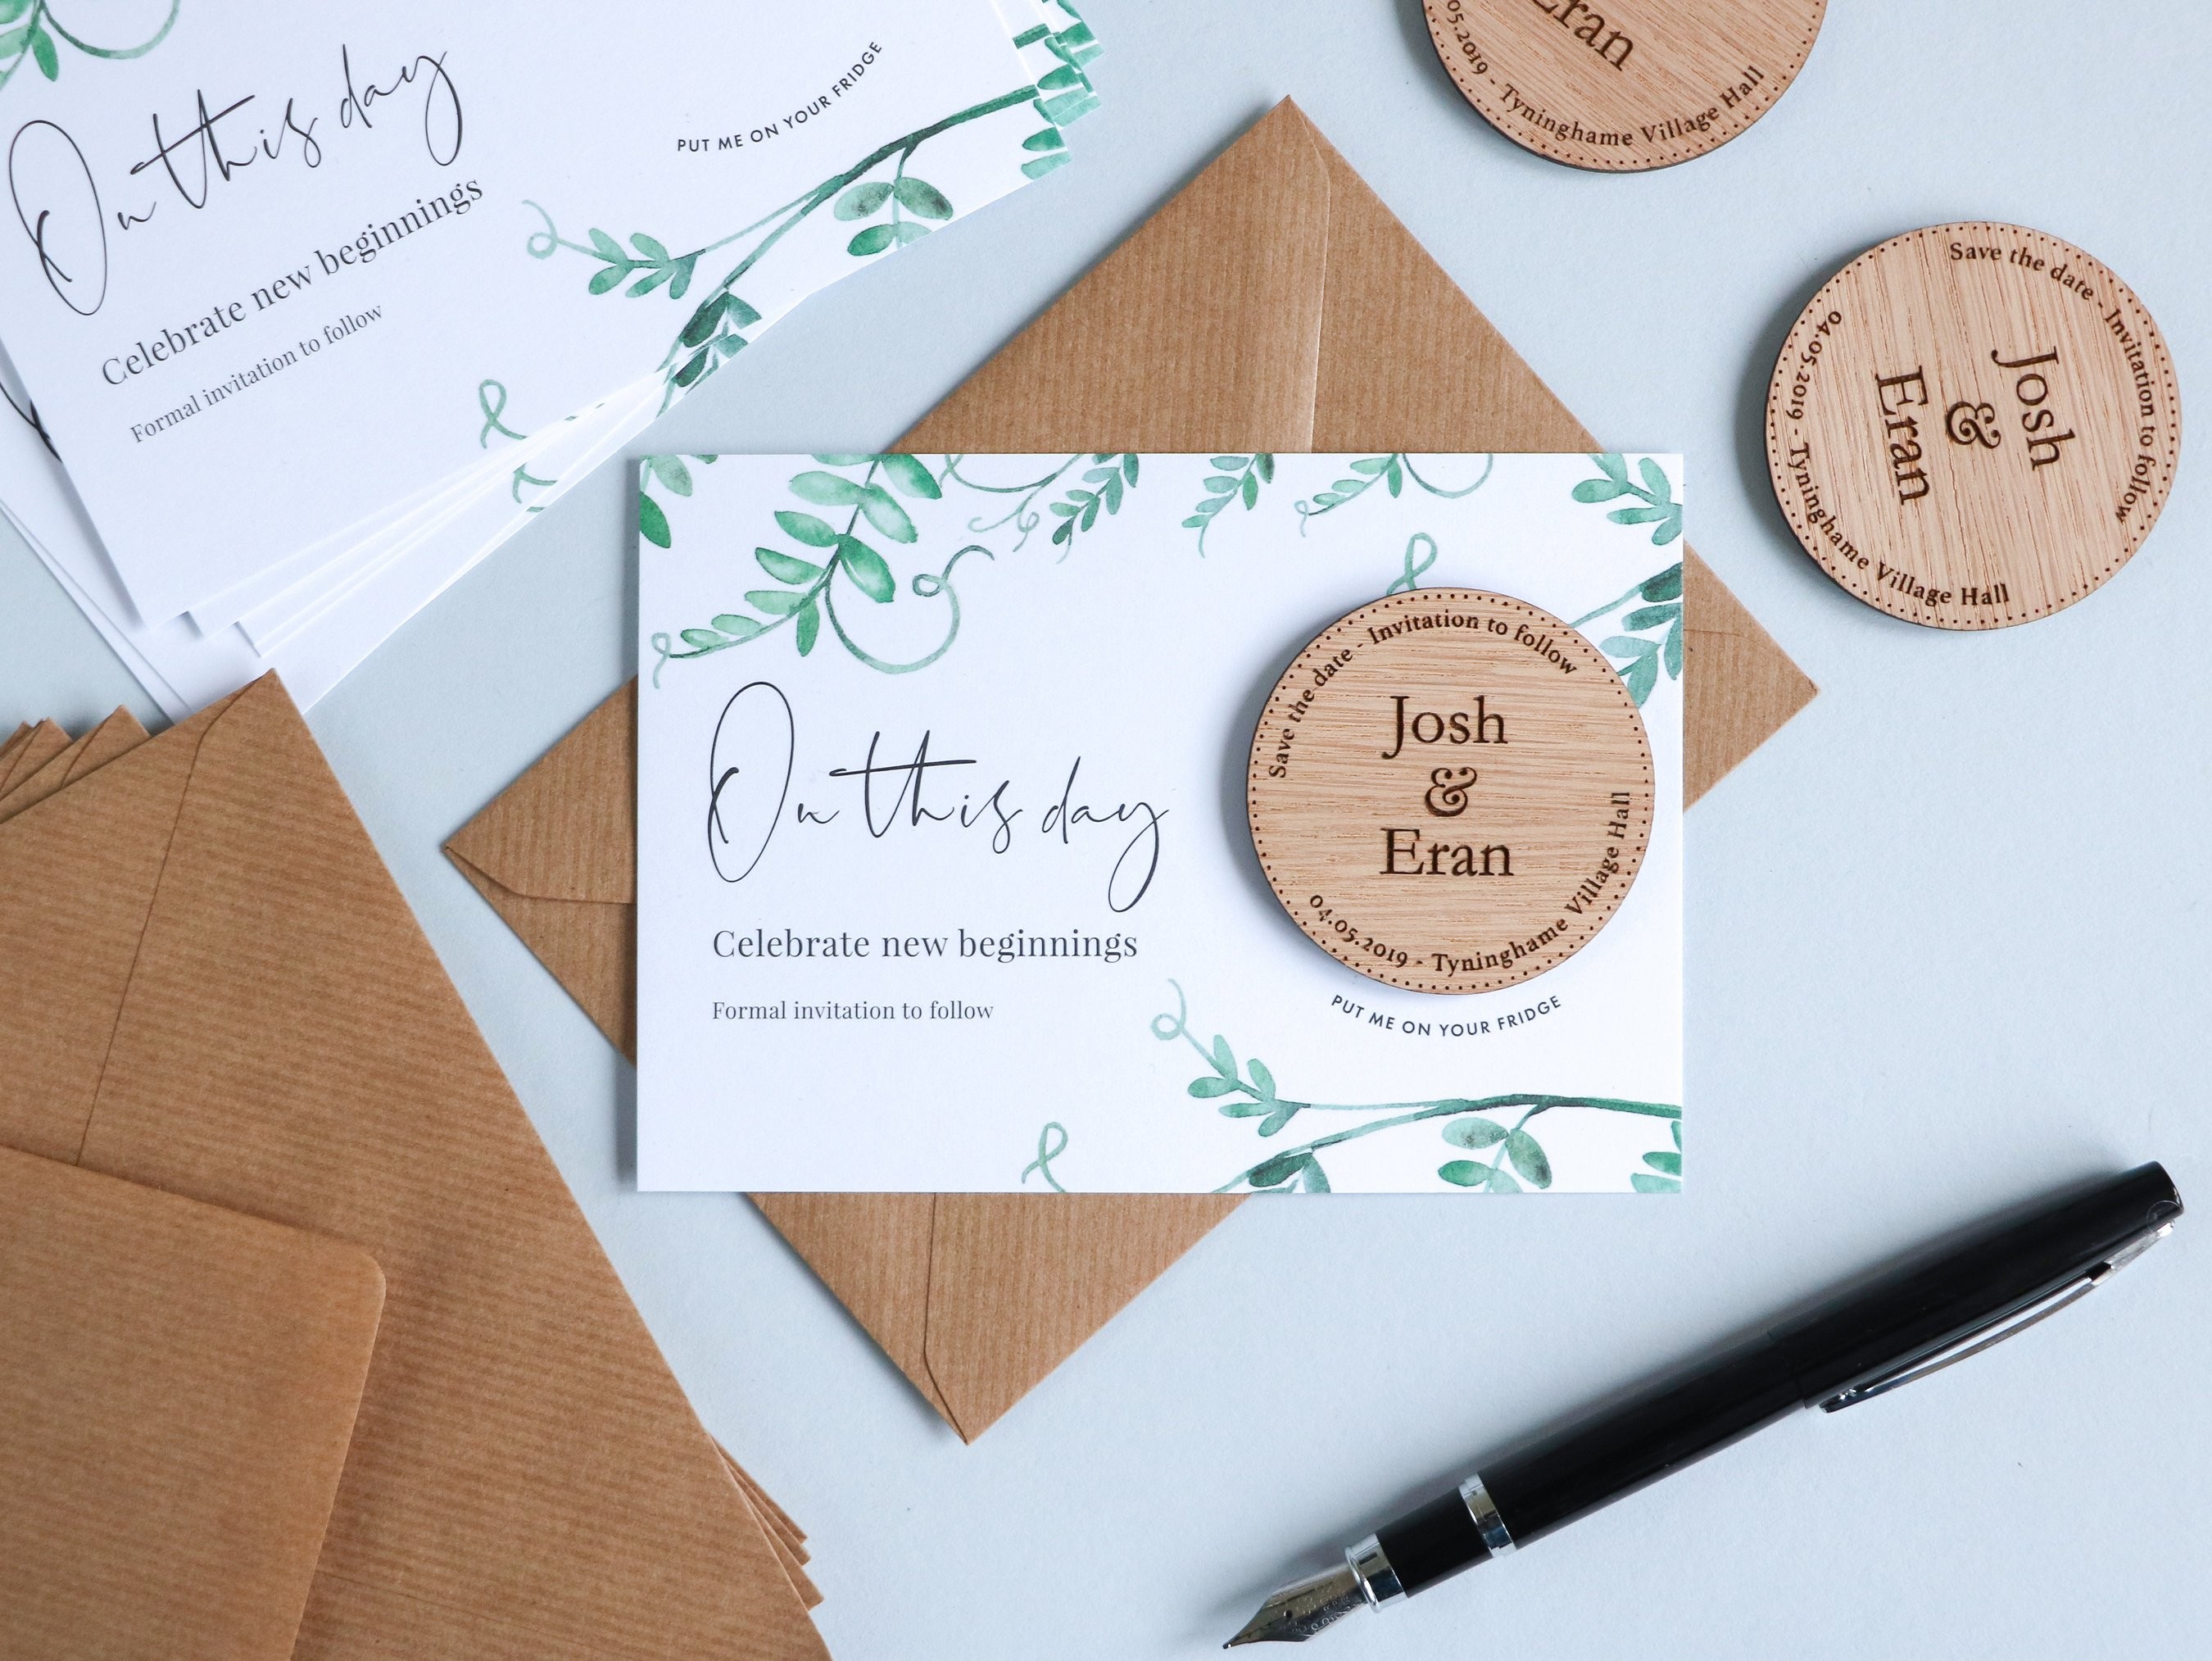 On this day
Celebrate new beginnings
Formal invitation to follow
PUT ME ON YOUR FRIDGE
Eran
05.2019 - Tyninghame Village Hall
Save the date - Invitation to follow
Josh
&
Eran
04.05.2019 - Tyninghame Village Hall
On this day
Celebrate new beginnings
Formal invitation to follow
Save the date - Invitation to follow
Josh
&
Eran
04.05.2019 - Tyninghame Village Hall
PUT ME ON YOUR FRIDGE